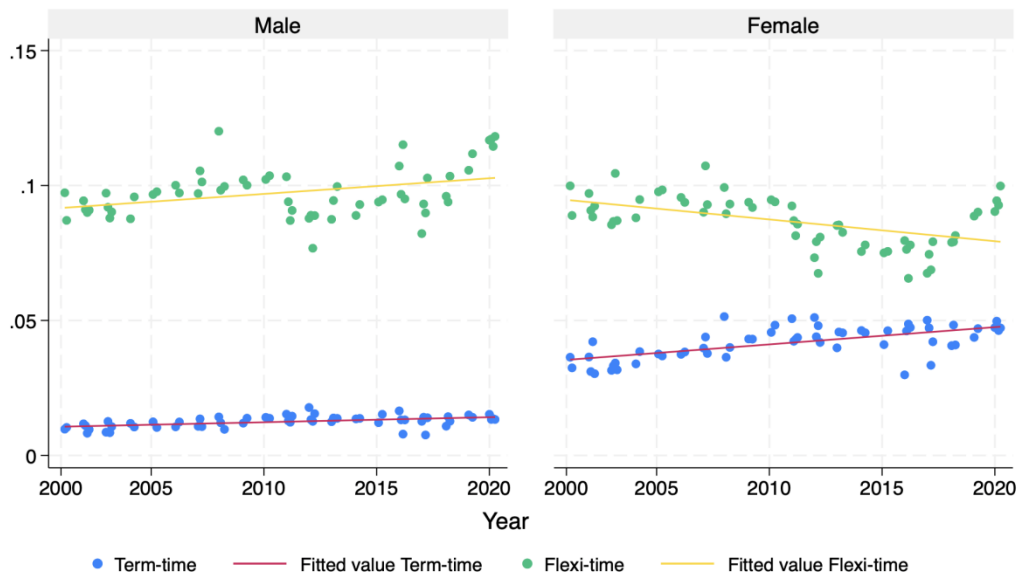 Male Female
.15
.1
.05
0
2000 2005 2010 2015 2020 2000 2005 2010 2015 2020
Year
Term-time Fitted value Term-time Flexi-time Fitted value Flexi-time